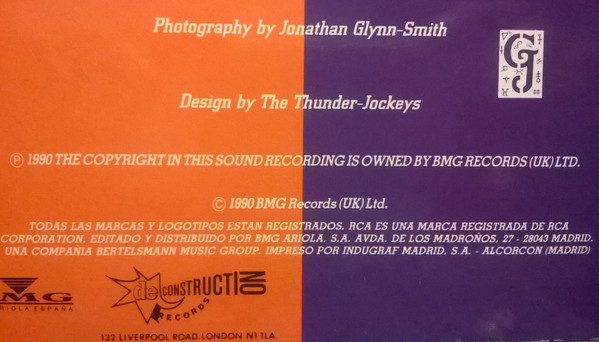 Photography by Jonathan Glynn-Smith
GJ
Design by The Thunder-Jockeys
Ⓟ 1990 THE COPYRIGHT IN THIS SOUND RECORDING IS OWNED BY BMG RECORDS (UK) LTD.
© 1990 BMG Records (UK) Ltd.
TODAS LAS MARCAS Y LOGOTIPOS ESTAN REGISTRADOS. RCA ES UNA MARCA REGISTRADA DE RCA
CORPORATION. EDITADO Y DISTRIBUIDO POR BMG ARIOLA, S.A. AVDA. DE LOS MADROÑOS, 27 - 28043 MADRID.
UNA COMPAÑIA BERTELSMANN MUSIC GROUP. IMPRESO POR INDUGRAF MADRID, S.A. - ALCORCON (MADRID)
MG
RIOLA ESPAÑA
deCONSTRUCTION
RECORDS
132 LIVERPOOL ROAD. LONDON N1 1LA.